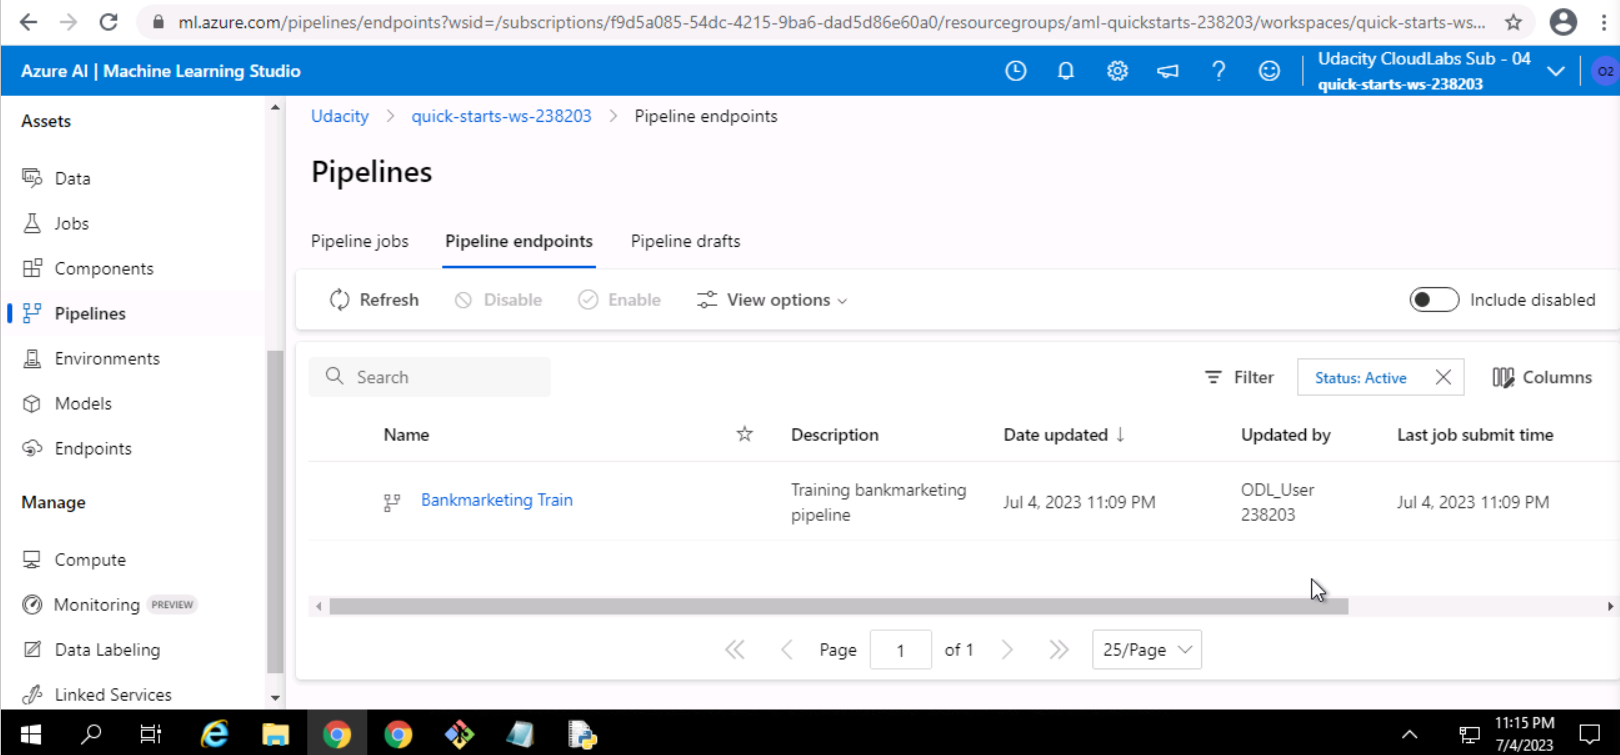 ml.azure.com/pipelines/endpoints?wsid=/subscriptions/f9d5a085-54dc-4215-9ba6-dad5d86e60a0/resourcegroups/aml-quickstarts-238203/workspaces/quick-starts-ws...
Azure AI | Machine Learning Studio
Udacity CloudLabs Sub - 04
quick-starts-ws-238203
O2
Assets
Data
Jobs
Components
Pipelines
Environments
Models
Endpoints
Manage
Compute
Monitoring PREVIEW
Data Labeling
Linked Services
Udacity > quick-starts-ws-238203 > Pipeline endpoints
Pipelines
Pipeline jobs Pipeline endpoints Pipeline drafts
Refresh Disable Enable View options Include disabled
Search Filter Status: Active Columns
Name Description Date updated ↓ Updated by Last job submit time
Bankmarketing Train Training bankmarketing pipeline Jul 4, 2023 11:09 PM ODL_User 238203 Jul 4, 2023 11:09 PM
Page 1 of 1 25/Page
11:15 PM
7/4/2023